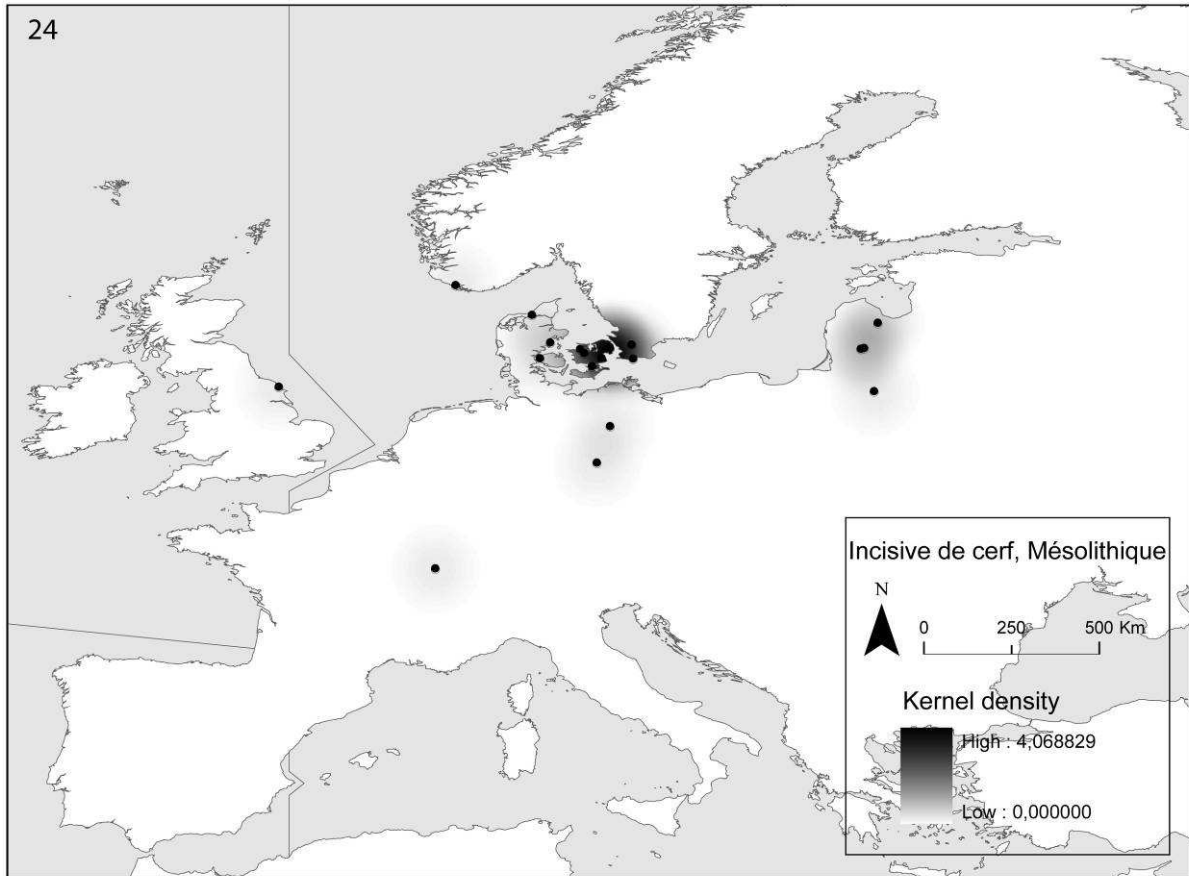 24
Incisive de cerf, Mésolithique
N
0 250 500 Km
Kernel density
High : 4,068829
Low : 0,000000